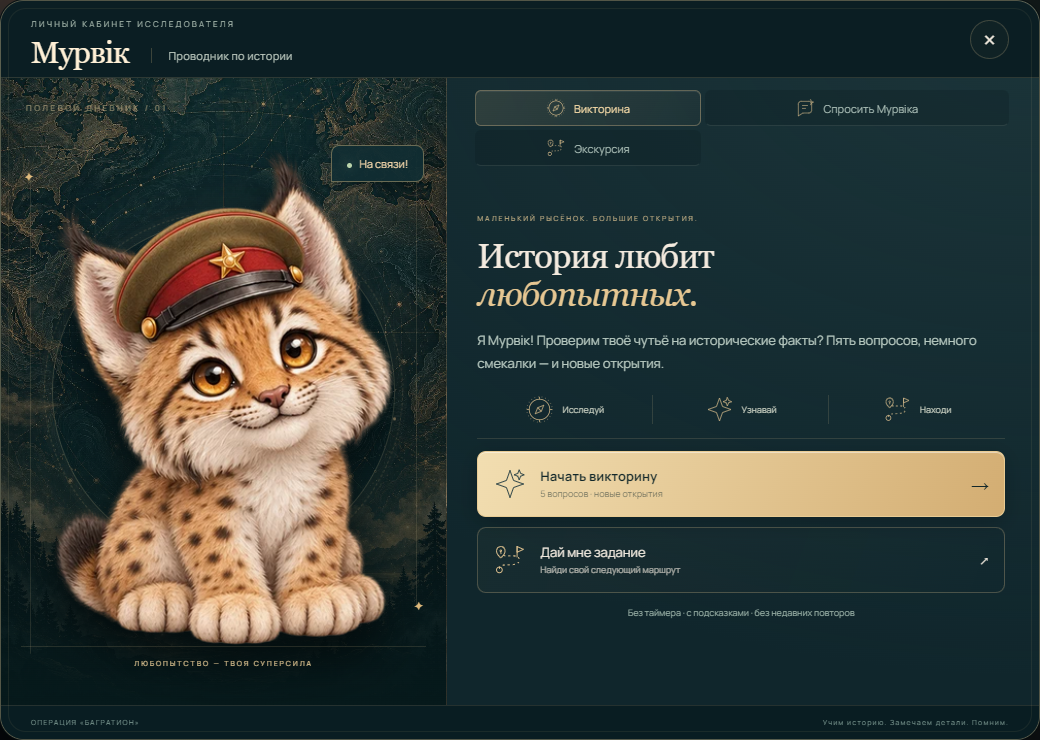 ЛИЧНЫЙ КАБИНЕТ ИССЛЕДОВАТЕЛЯ
Мурвік
Проводник по истории
×
ПОЛЕВОЙ ДНЕВНИК / 01
На связи!
ЛЮБОПЫТСТВО — ТВОЯ СУПЕРСИЛА
Викторина
Спросить Мурвіка
Экскурсия
МАЛЕНЬКИЙ РЫСЁНОК. БОЛЬШИЕ ОТКРЫТИЯ.
История любит
любопытных.
Я Мурвік! Проверим твоё чутьё на исторические факты? Пять вопросов, немного
смекалки — и новые открытия.
Исследуй
Узнавай
Находи
Начать викторину
5 вопросов · новые открытия
→
Дай мне задание
Найди свой следующий маршрут
↗
Без таймера · с подсказками · без недавних повторов
ОПЕРАЦИЯ «БАГРАТИОН»
Учим историю. Замечаем детали. Помним.